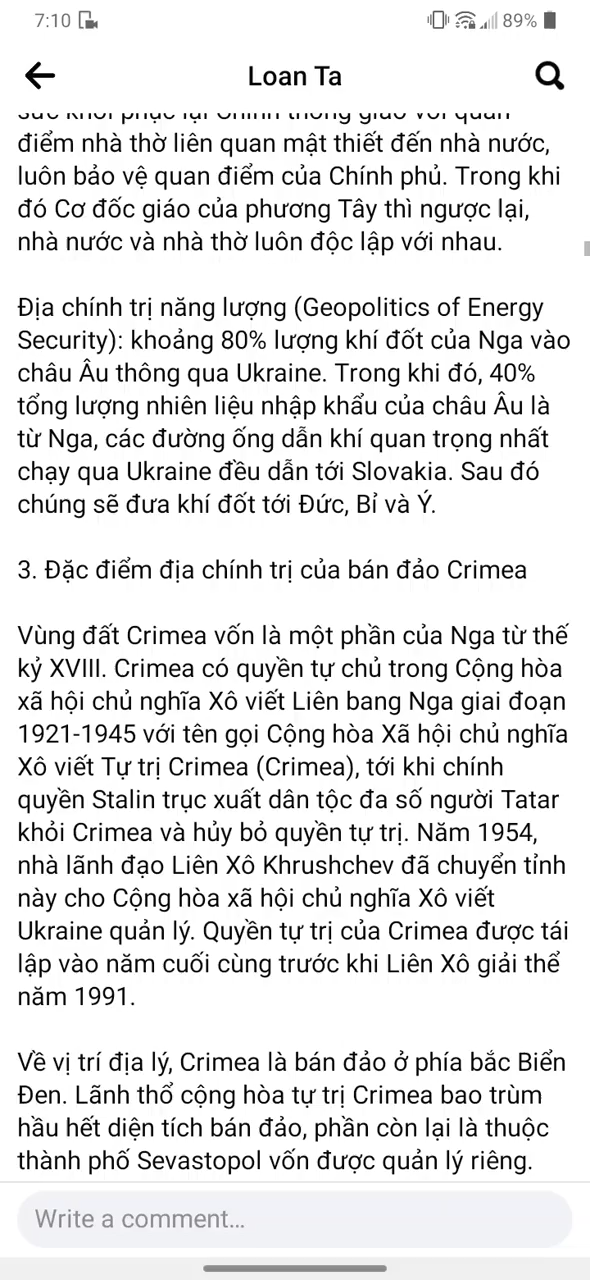 7:10
89%
Loan Ta
điểm nhà thờ liên quan mật thiết đến nhà nước,
luôn bảo vệ quan điểm của Chính phủ. Trong khi
đó Cơ đốc giáo của phương Tây thì ngược lại,
nhà nước và nhà thờ luôn độc lập với nhau.
Địa chính trị năng lượng (Geopolitics of Energy
Security): khoảng 80% lượng khí đốt của Nga vào
châu Âu thông qua Ukraine. Trong khi đó, 40%
tổng lượng nhiên liệu nhập khẩu của châu Âu là
từ Nga, các đường ống dẫn khí quan trọng nhất
chạy qua Ukraine đều dẫn tới Slovakia. Sau đó
chúng sẽ đưa khí đốt tới Đức, Bỉ và Ý.
3. Đặc điểm địa chính trị của bán đảo Crimea
Vùng đất Crimea vốn là một phần của Nga từ thế
kỷ XVIII. Crimea có quyền tự chủ trong Cộng hòa
xã hội chủ nghĩa Xô viết Liên bang Nga giai đoạn
1921-1945 với tên gọi Cộng hòa Xã hội chủ nghĩa
Xô viết Tự trị Crimea (Crimea), tới khi chính
quyền Stalin trục xuất dân tộc đa số người Tatar
khỏi Crimea và hủy bỏ quyền tự trị. Năm 1954,
nhà lãnh đạo Liên Xô Khrushchev đã chuyển tỉnh
này cho Cộng hòa xã hội chủ nghĩa Xô viết
Ukraine quản lý. Quyền tự trị của Crimea được tái
lập vào năm cuối cùng trước khi Liên Xô giải thể
năm 1991.
Về vị trí địa lý, Crimea là bán đảo ở phía bắc Biển
Đen. Lãnh thổ cộng hòa tự trị Crimea bao trùm
hầu hết diện tích bán đảo, phần còn lại là thuộc
thành phố Sevastopol vốn được quản lý riêng.
Write a comment...